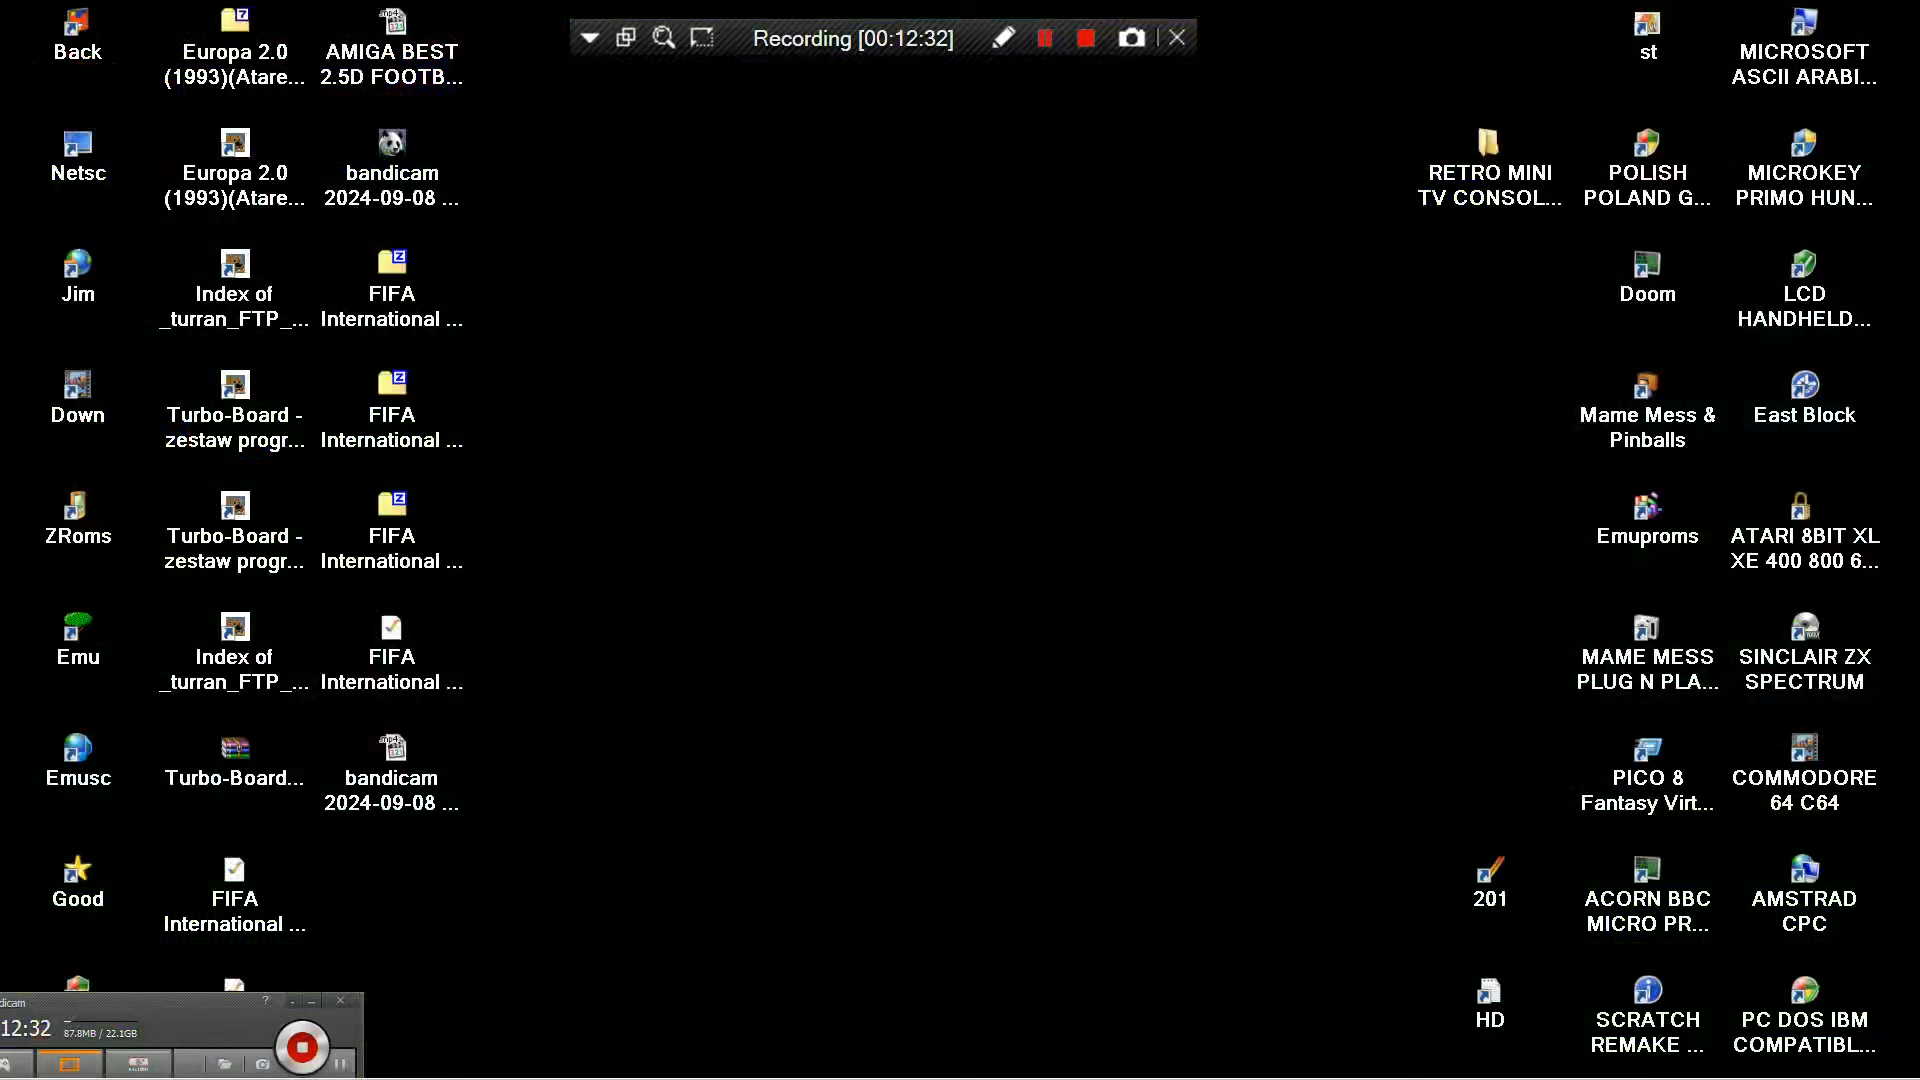 Recording [00:12:32]
Back
Europa 2.0
(1993)(Atare...
AMIGA BEST
2.5D FOOTB...
st
MICROSOFT
ASCII ARABI...
Netsc
Europa 2.0
(1993)(Atare...
bandicam
2024-09-08 ...
RETRO MINI
TV CONSOL...
POLISH
POLAND G...
MICROKEY
PRIMO HUN...
Jim
Index of
_turran_FTP_...
FIFA
International ...
Doom
LCD
HANDHELD...
Down
Turbo-Board -
zestaw progr...
FIFA
International ...
Mame Mess &
Pinballs
East Block
ZRoms
Turbo-Board -
zestaw progr...
FIFA
International ...
Emuproms
ATARI 8BIT XL
XE 400 800 6...
Emu
Index of
_turran_FTP_...
FIFA
International ...
MAME MESS
PLUG N PLA...
SINCLAIR ZX
SPECTRUM
Emusc
Turbo-Board...
bandicam
2024-09-08 ...
PICO 8
Fantasy Virt...
COMMODORE
64 C64
Good
FIFA
International ...
201
ACORN BBC
MICRO PR...
AMSTRAD
CPC
HD
SCRATCH
REMAKE ...
PC DOS IBM
COMPATIBL...
dicam
12:32
87.8MB / 22.1GB